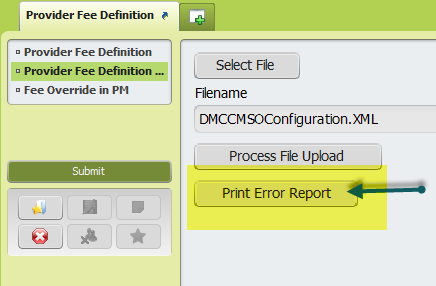 Provider Fee Definition
Provider Fee Definition
Provider Fee Definition ...
Fee Override in PM
Submit
Select File
Filename
DMCCMSOConfiguration.XML
Process File Upload
Print Error Report